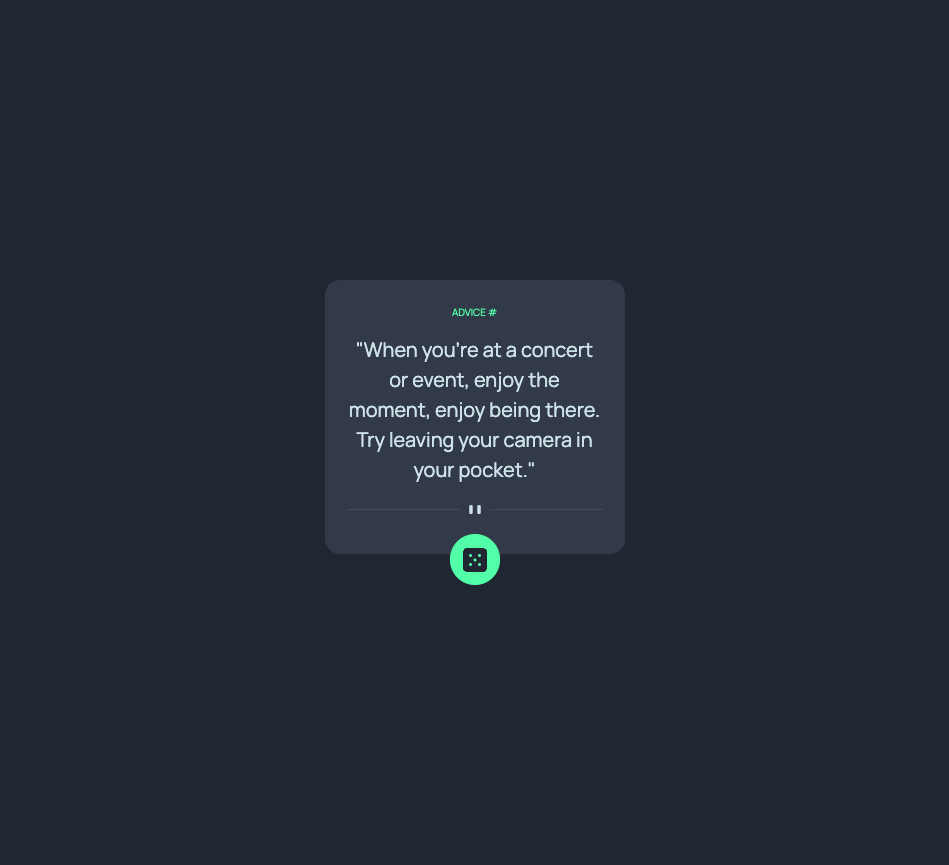 ADVICE #
"When you're at a concert
or event, enjoy the
moment, enjoy being there.
Try leaving your camera in
your pocket."